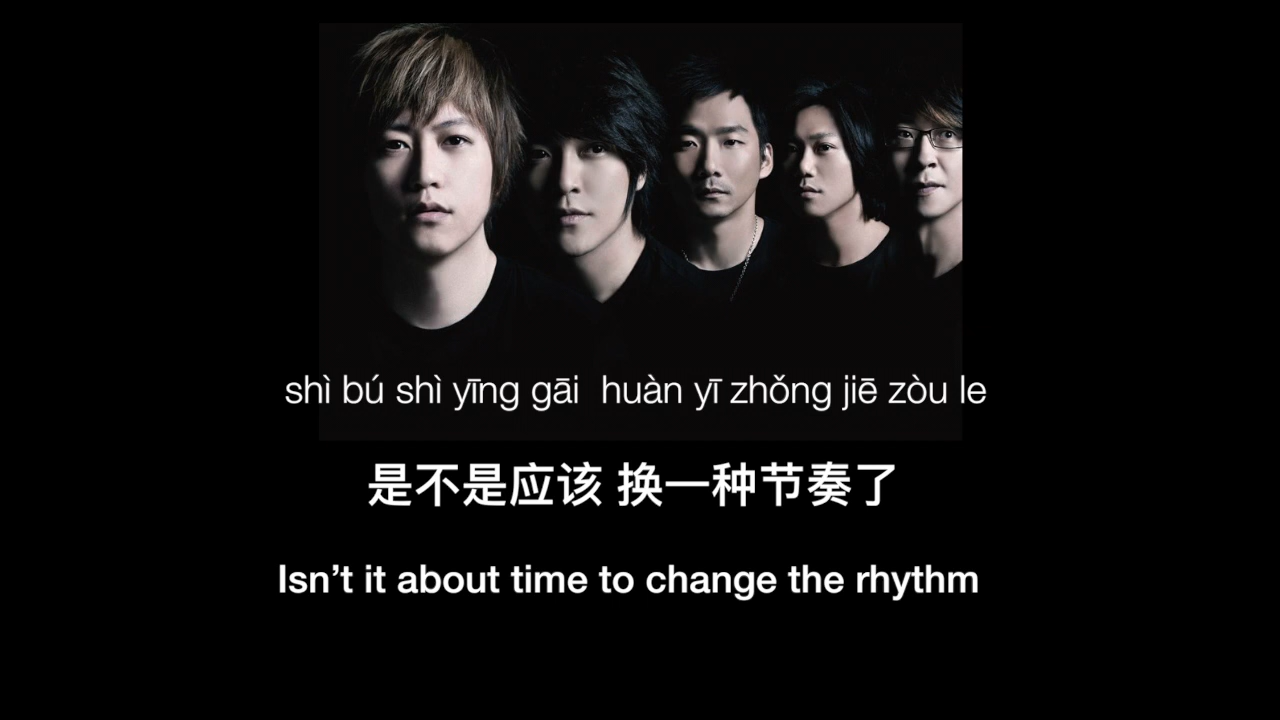 shì bú shì yīng gāi  huàn yī zhǒng jiē zòu le
是不是应该 换一种节奏了
Isn’t it about time to change the rhythm